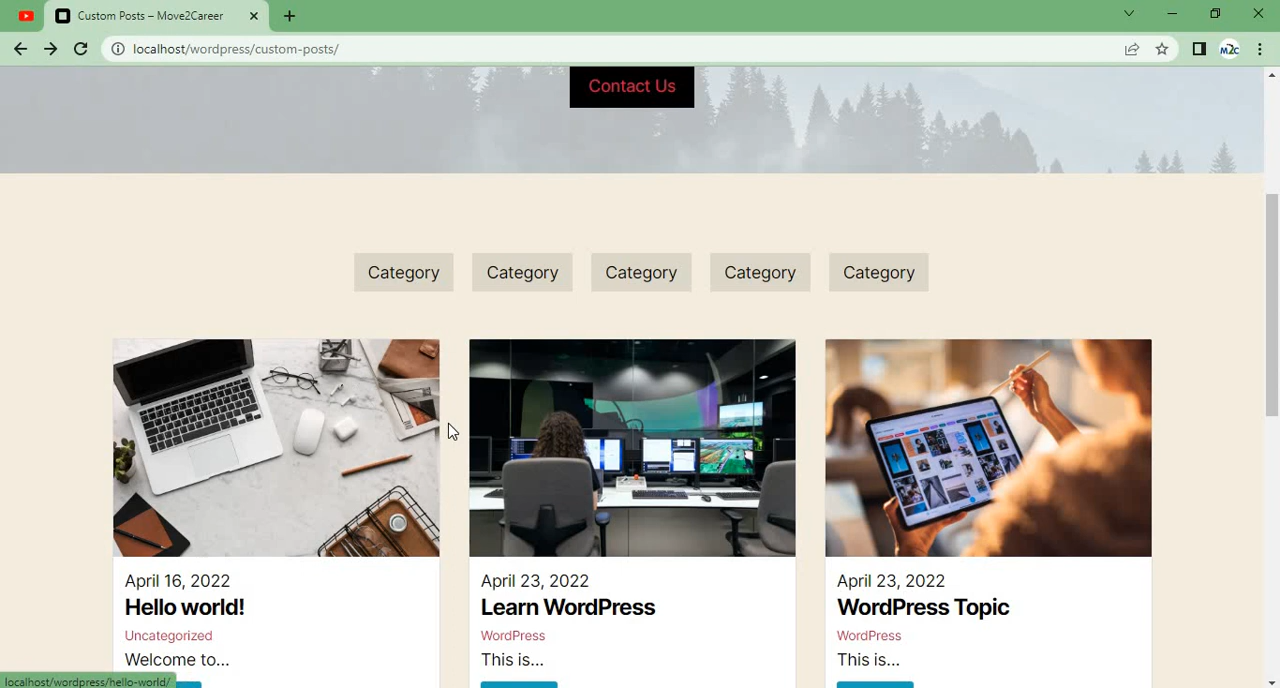 Custom Posts – Move2Career
localhost/wordpress/custom-posts/
M2C
Contact Us
Category Category Category Category Category
April 16, 2022
Hello world!
Uncategorized
Welcome to...
April 23, 2022
Learn WordPress
WordPress
This is...
April 23, 2022
WordPress Topic
WordPress
This is...
localhost/wordpress/hello-world/